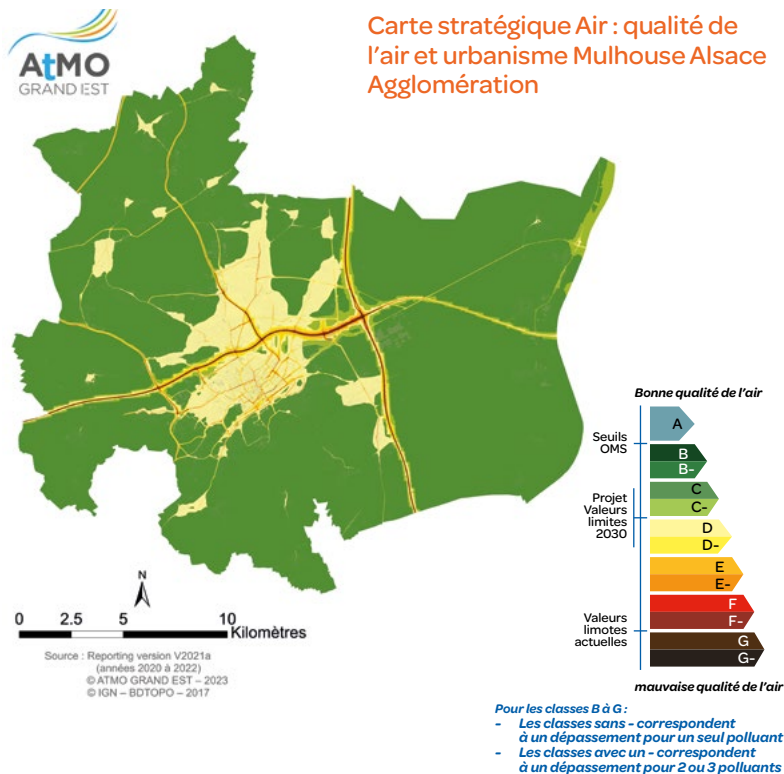 AtMO
GRAND EST
Carte stratégique Air : qualité de
l'air et urbanisme Mulhouse Alsace
Agglomération
Bonne qualité de l'air
A
Seuils
OMS
B
B-
Projet
Valeurs
limites
2030
C
C-
D
D-
E
E-
F
F-
Valeurs
limotes
actuelles
G
G-
mauvaise qualité de l'air
N
0 2.5 5 10
Kilomètres
Source : Reporting version V2021a
(années 2020 à 2022)
© ATMO GRAND EST – 2023
© IGN – BDTOPO – 2017
Pour les classes B à G :
- Les classes sans - correspondent
à un dépassement pour un seul polluant
- Les classes avec un - correspondent
à un dépassement pour 2 ou 3 polluants